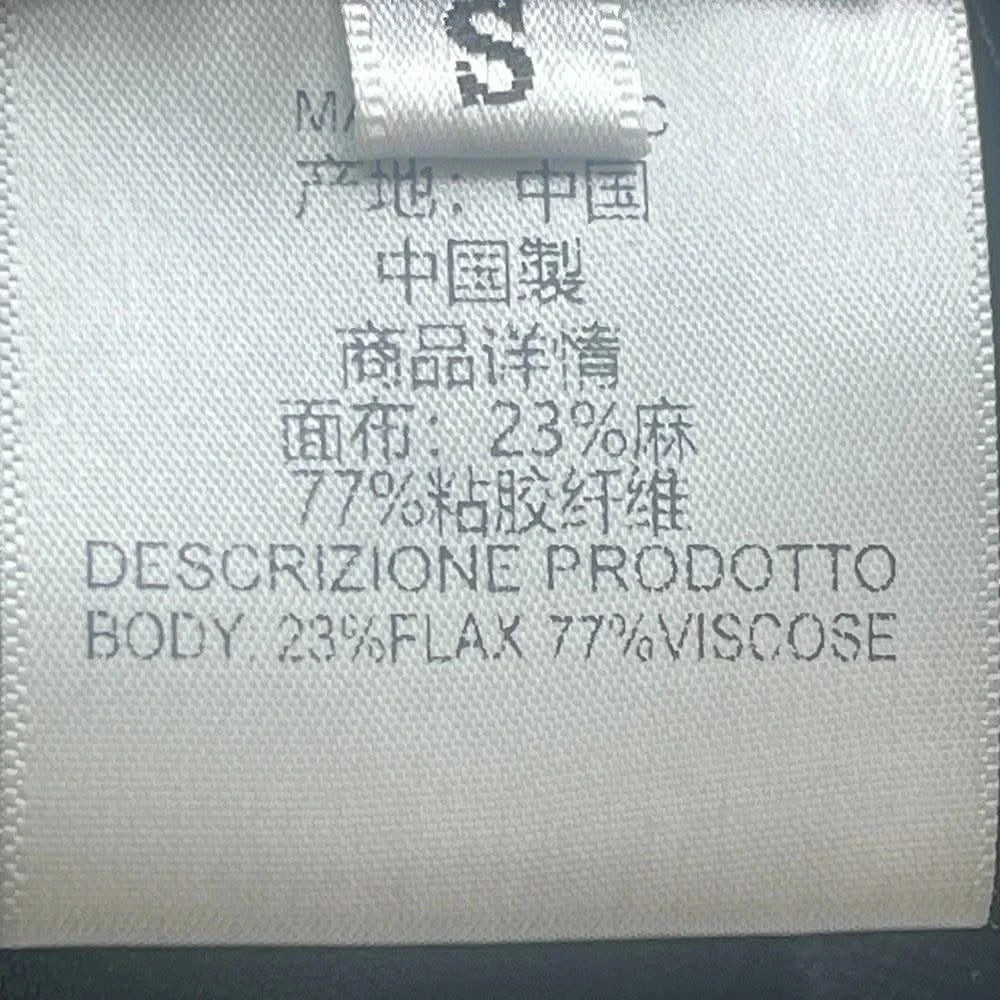 S
产地：中国
中国製
商品详情
面布：23%麻
77%粘胶纤维
DESCRIZIONE PRODOTTO
BODY: 23%FLAX 77%VISCOSE